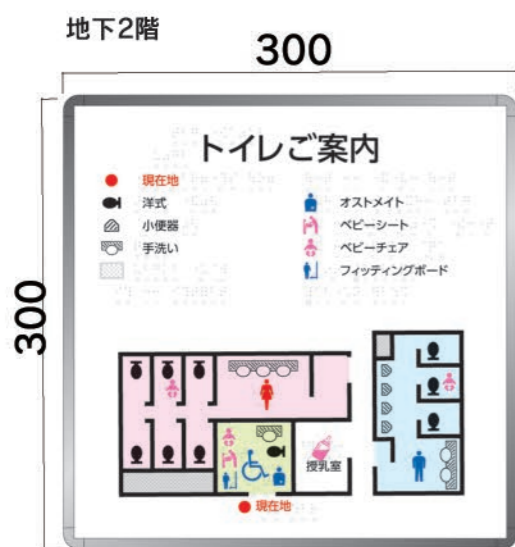 地下2階
300
300
トイレご案内
現在地
洋式
小便器
手洗い
オストメイト
ベビーシート
ベビーチェア
フィッティングボード
授乳室
現在地